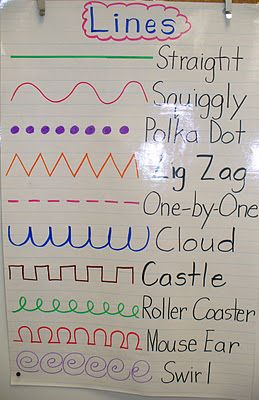 Lines
Straight
Squiggly
Polka Dot
Zig Zag
One-by-One
Cloud
Castle
Roller Coaster
Mouse Ear
Swirl